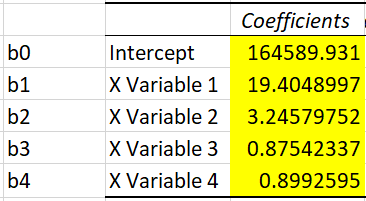 Coefficients
b0 Intercept 164589.931
b1 X Variable 1 19.4048997
b2 X Variable 2 3.24579752
b3 X Variable 3 0.87542337
b4 X Variable 4 0.8992595